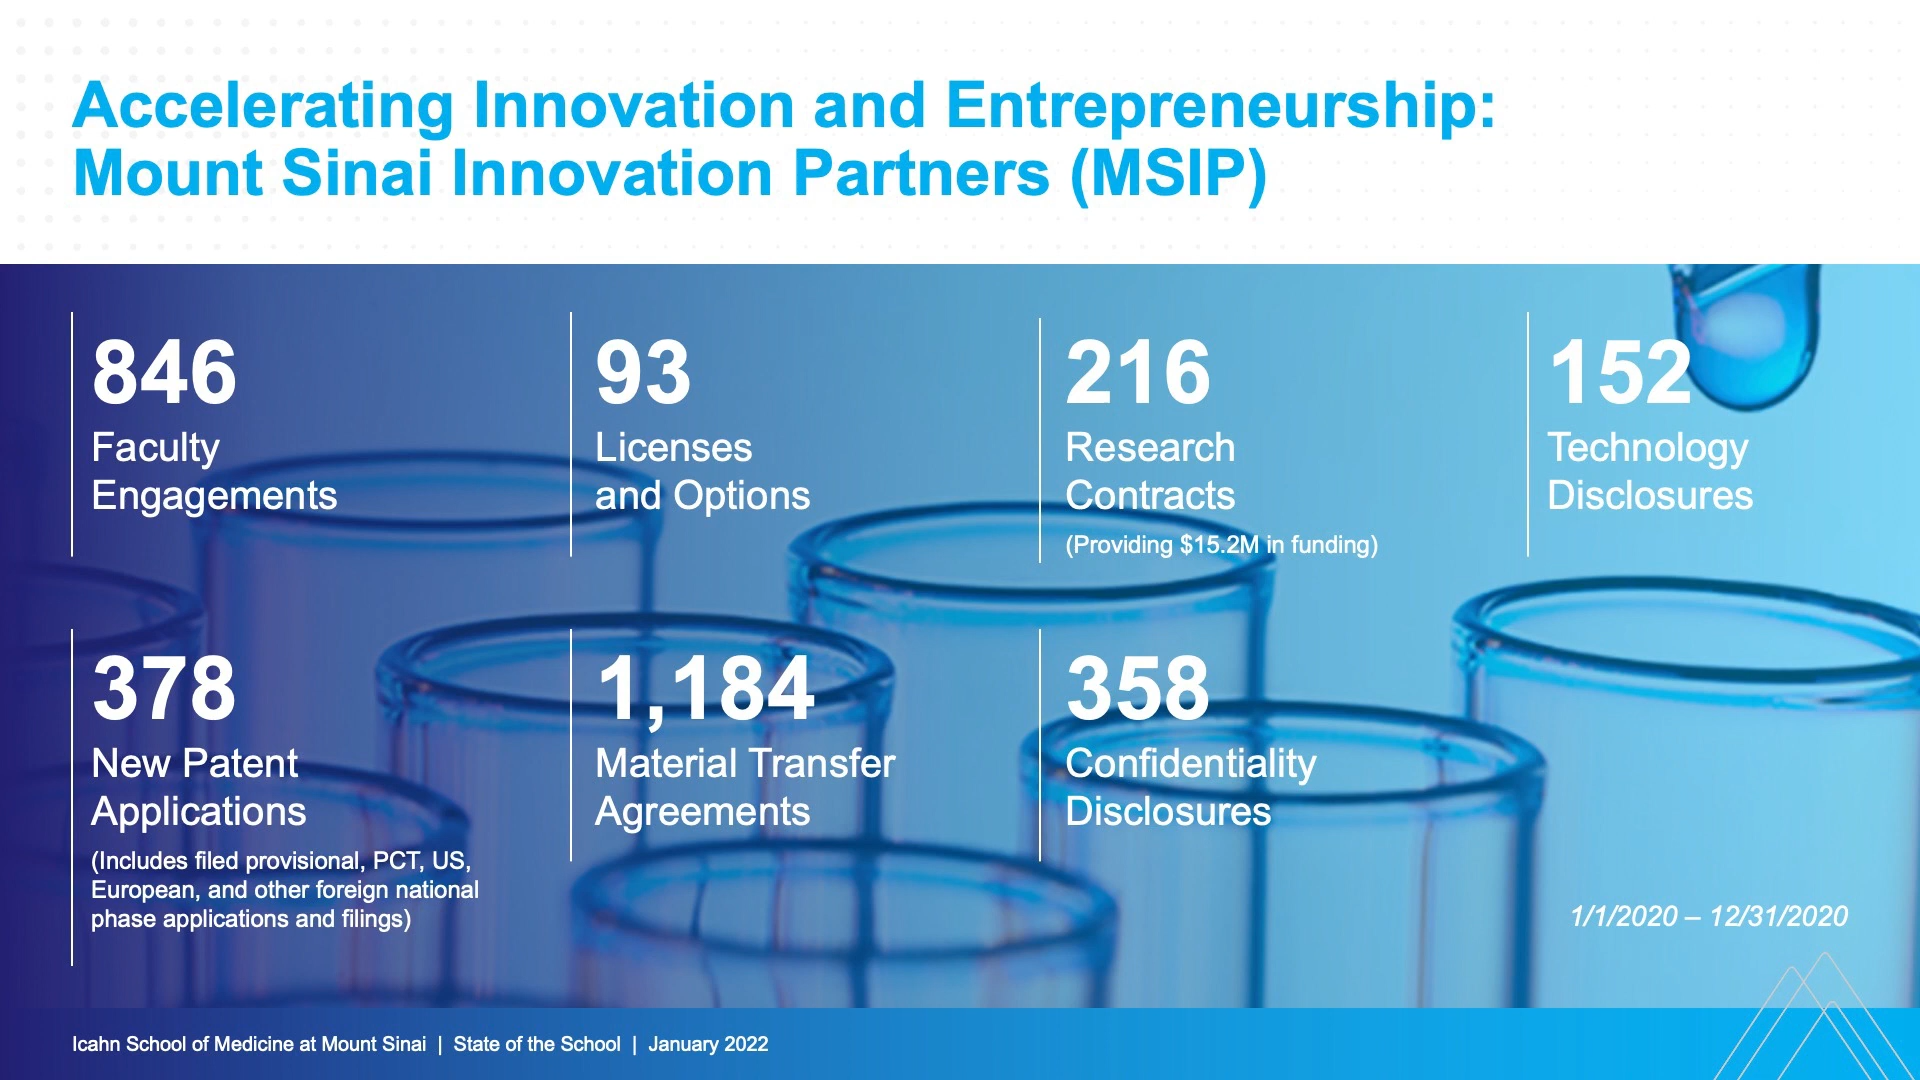 Accelerating Innovation and Entrepreneurship:
Mount Sinai Innovation Partners (MSIP)
846
Faculty
Engagements
93
Licenses
and Options
216
Research
Contracts
(Providing $15.2M in funding)
152
Technology
Disclosures
378
New Patent
Applications
(Includes filed provisional, PCT, US,
European, and other foreign national
phase applications and filings)
1,184
Material Transfer
Agreements
358
Confidentiality
Disclosures
1/1/2020 – 12/31/2020
Icahn School of Medicine at Mount Sinai | State of the School | January 2022